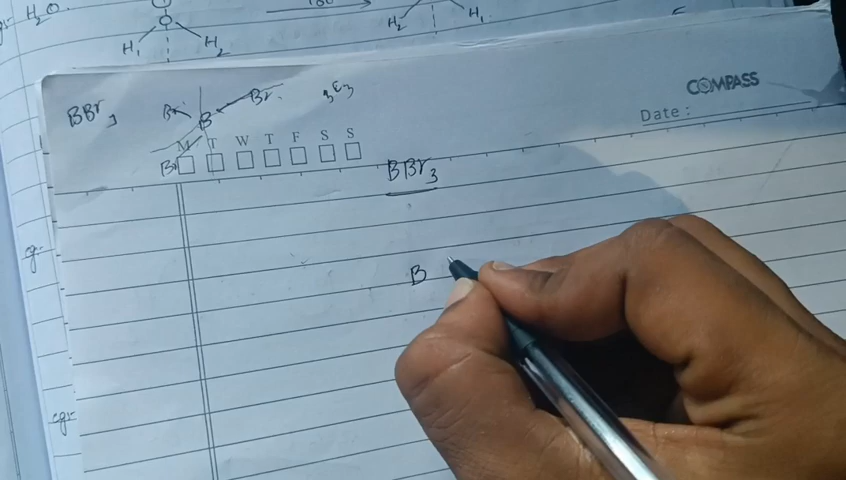 H₂O
H₁ H₂
H₂ H₁
BBr₃
Br Br
B
Br
COMPASS
Date :
M T W T F S S
BBr₃
B